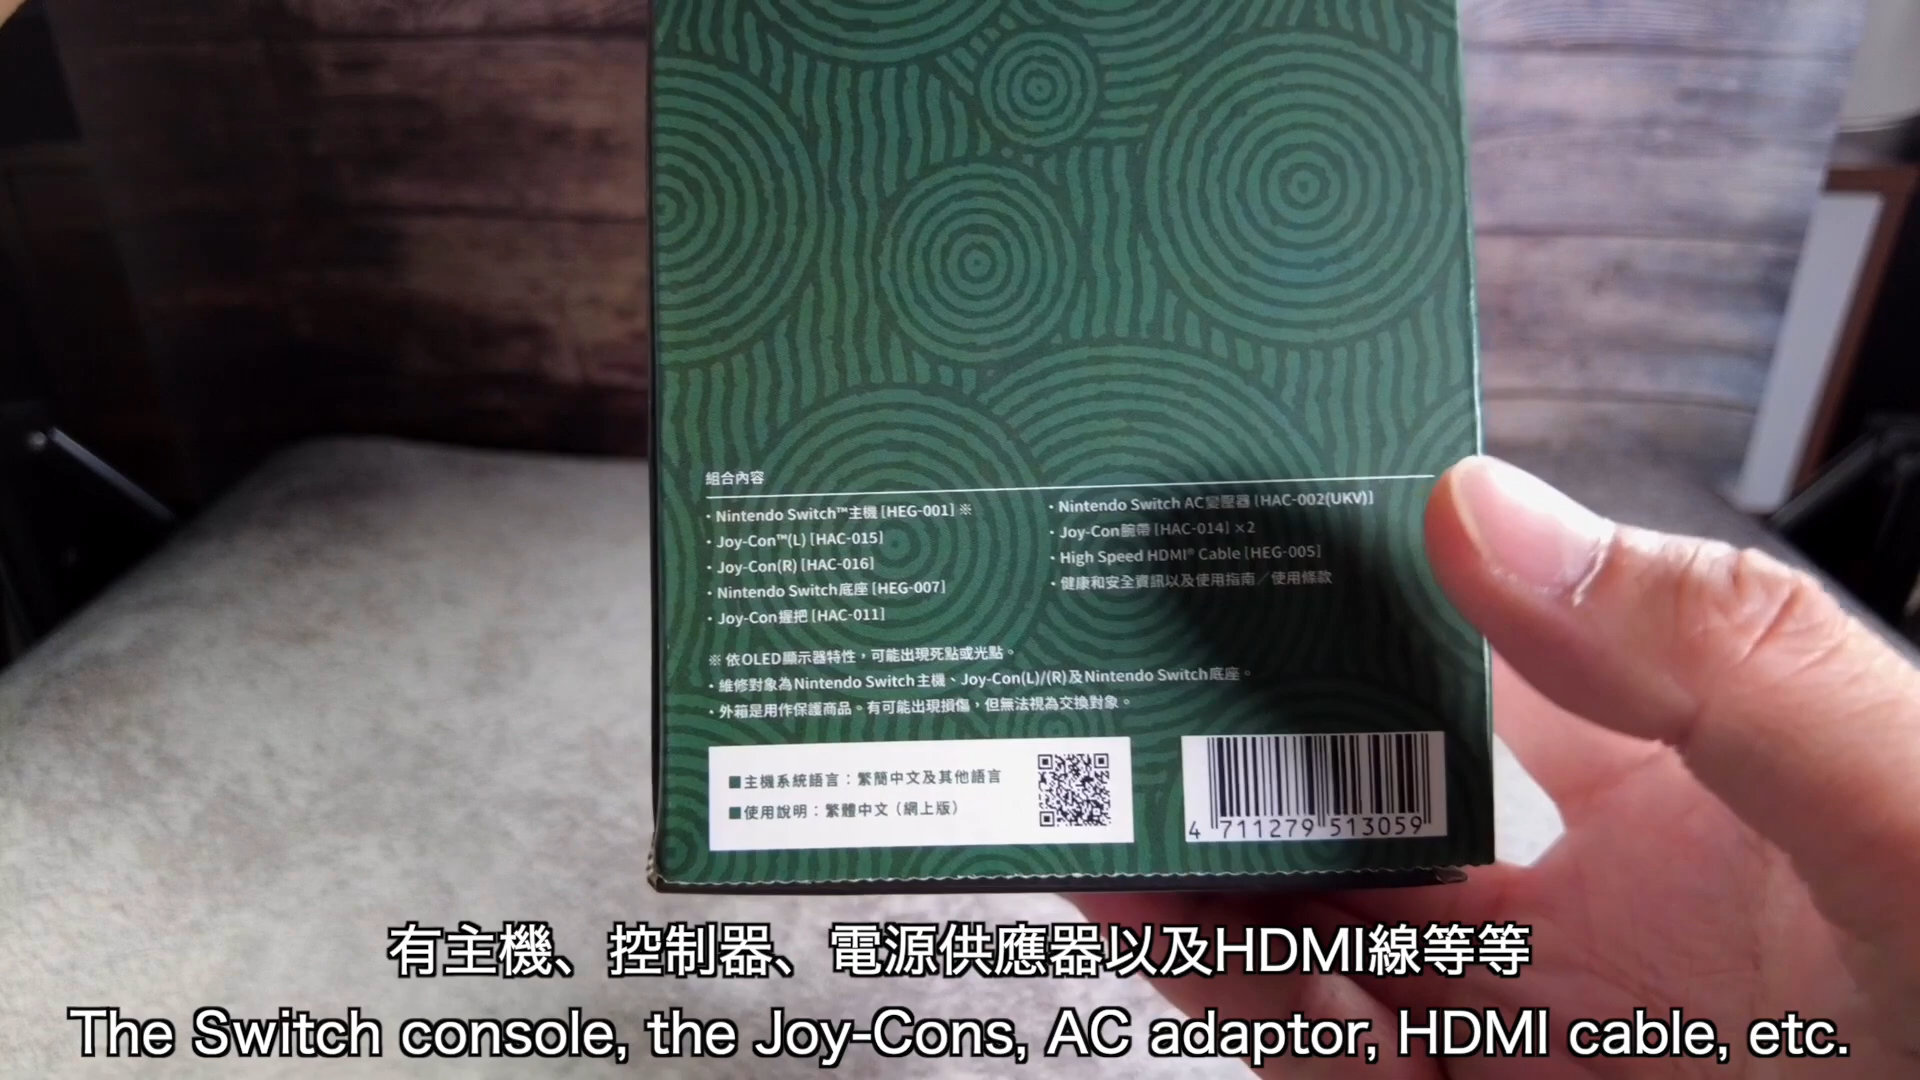 組合內容
・Nintendo Switch™主機 [HEG-001] ※
・Joy-Con™(L) [HAC-015]
・Joy-Con(R) [HAC-016]
・Nintendo Switch底座 [HEG-007]
・Joy-Con握把 [HAC-011]
・Nintendo Switch AC變壓器 [HAC-002(UKV)]
・Joy-Con腕帶 [HAC-014] ×2
・High Speed HDMI® Cable [HEG-005]
・健康和安全資訊以及使用指南／使用條款
※ 依OLED顯示器特性，可能出現死點或光點。
・維修對象為Nintendo Switch主機、Joy-Con(L)/(R)及Nintendo Switch底座。
・外箱是用作保護商品。有可能出現損傷，但無法視為交換對象。
■主機系統語言：繁簡中文及其他語言
■使用說明：繁體中文（網上版）
4 711279 513059
有主機、控制器、電源供應器以及HDMI線等等
The Switch console, the Joy-Cons, AC adaptor, HDMI cable, etc.